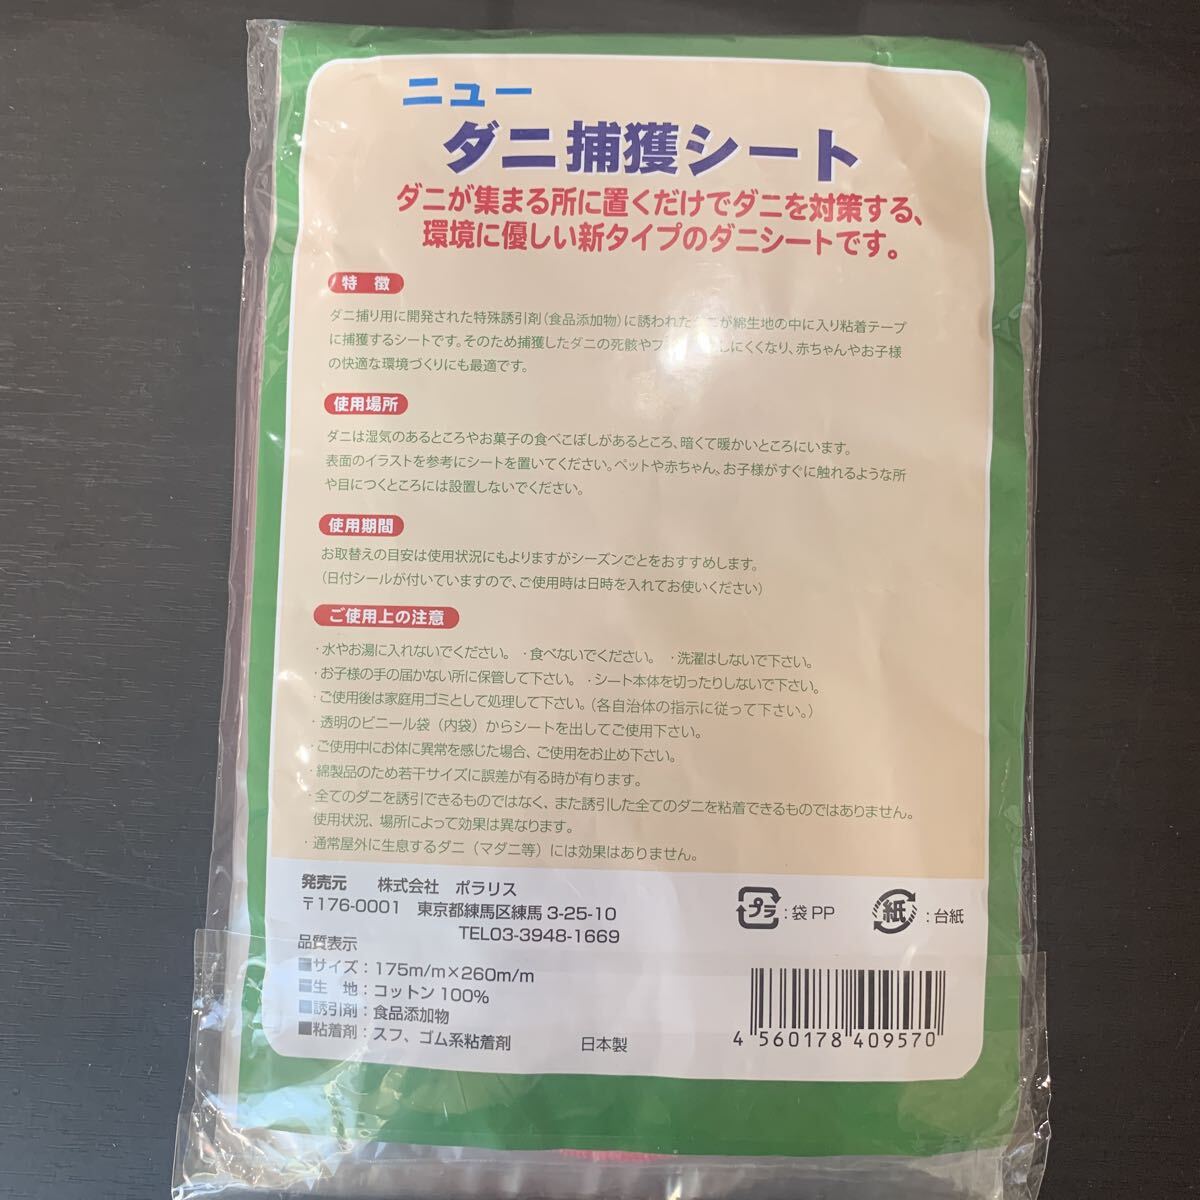 ニュー
ダニ捕獲シート
ダニが集まる所に置くだけでダニを対策する、
環境に優しい新タイプのダニシートです。
特 徴
ダニ捕り用に開発された特殊誘引剤（食品添加物）に誘われた が綿生地の中に入り粘着テープ
に捕獲するシートです。そのため捕獲したダニの死骸や しにくくなり、赤ちゃんやお子様
の快適な環境づくりにも最適です。
使用場所
ダニは湿気のあるところやお菓子の食べこぼしがあるところ、暗くて暖かいところにいます。
表面のイラストを参考にシートを置いてください。ペットや赤ちゃん、お子様がすぐに触れるような所
や目につくところには設置しないでください。
使用期間
お取替えの目安は使用状況にもよりますがシーズンごとをおすすめします。
（日付シールが付いていますので、ご使用時は日時を入れてお使いください）
ご使用上の注意
・水やお湯に入れないでください。 ・食べないでください。 ・洗濯はしないで下さい。
・お子様の手の届かない所に保管して下さい。 ・シート本体を切ったりしないで下さい。
・ご使用後は家庭用ゴミとして処理して下さい。（各自治体の指示に従って下さい。）
・透明のビニール袋（内袋）からシートを出してご使用下さい。
・ご使用中にお体に異常を感じた場合、ご使用をお止め下さい。
・綿製品のため若干サイズに誤差が有る時が有ります。
・全てのダニを誘引できるものではなく、また誘引した全てのダニを粘着できるものではありません。
使用状況、場所によって効果は異なります。
・通常屋外に生息するダニ（マダニ等）には効果はありません。
発売元 株式会社 ポラリス
〒176-0001 東京都練馬区練馬 3-25-10
TEL03-3948-1669
プラ：袋 PP
紙：台紙
品質表示
■サイズ：175m/m×260m/m
■生 地：コットン 100%
■誘引剤：食品添加物
■粘着剤：スフ、ゴム系粘着剤 日本製
4 560178 409570